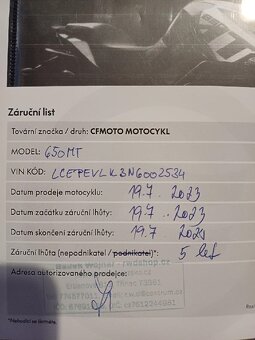 Záruční list
Tovární značka / druh: CFMOTO MOTOCYKL
MODEL: 650MT
VIN KÓD: LCEPEVLKZN6002534
Datum prodeje motocyklu: 19.7. 2023
Datum začátku záruční lhůty: 19.7. 2023
Datum skončení záruční lhůty: 19.7. 2024
Záruční lhůta (nepodnikatel / podnikatel)*: 5 let
Adresa autorizovaného prodejce:
*Nehodící se škrtněte.